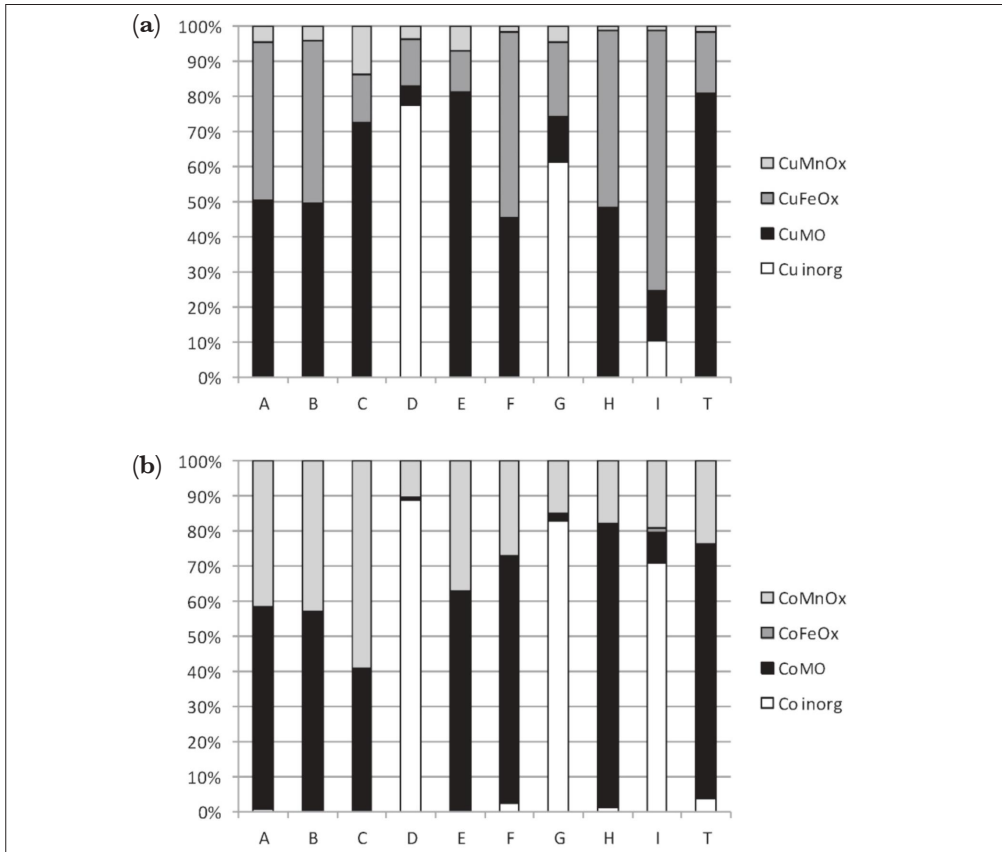 (a)
100%
90%
80%
70%
60%
50%
40%
30%
20%
10%
0%
A B C D E F G H I T
CuMnOx
CuFeOx
CuMO
Cu inorg
(b)
100%
90%
80%
70%
60%
50%
40%
30%
20%
10%
0%
A B C D E F G H I T
CoMnOx
CoFeOx
CoMO
Co inorg